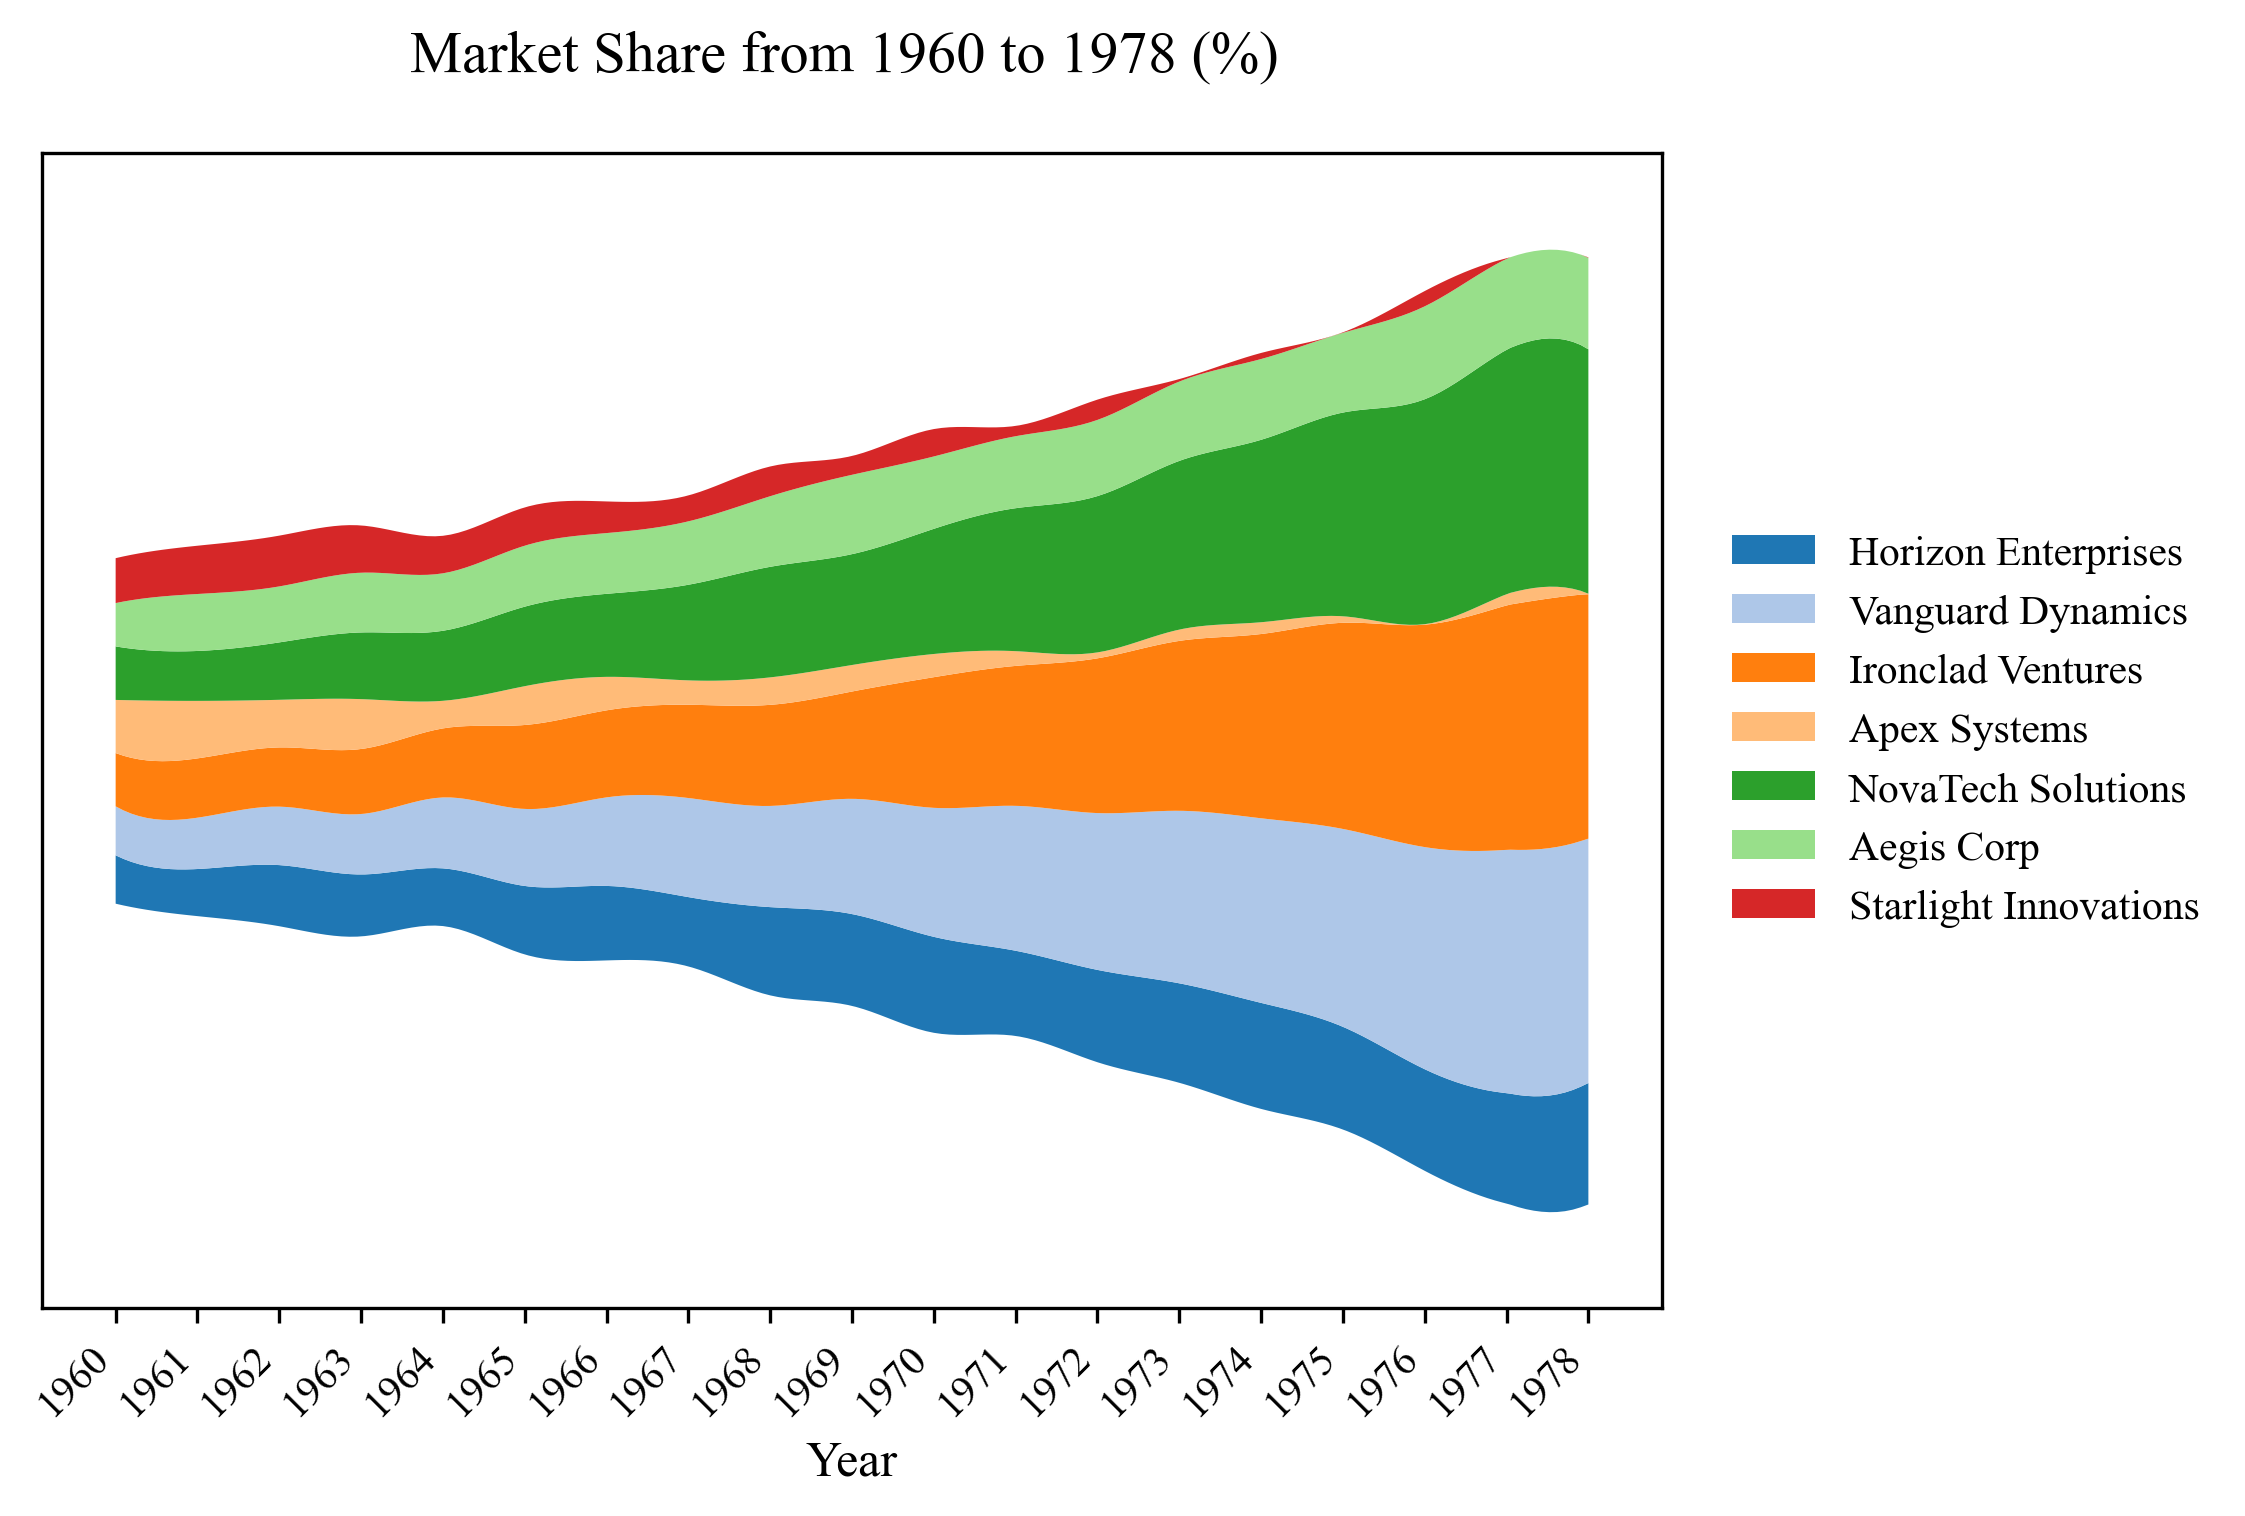 Market Share from 1960 to 1978 (%)
Horizon Enterprises
Vanguard Dynamics
Ironclad Ventures
Apex Systems
NovaTech Solutions
Aegis Corp
Starlight Innovations
1960
1961
1962
1963
1964
1965
1966
1967
1968
1969
1970
1971
1972
1973
1974
1975
1976
1977
1978
Year